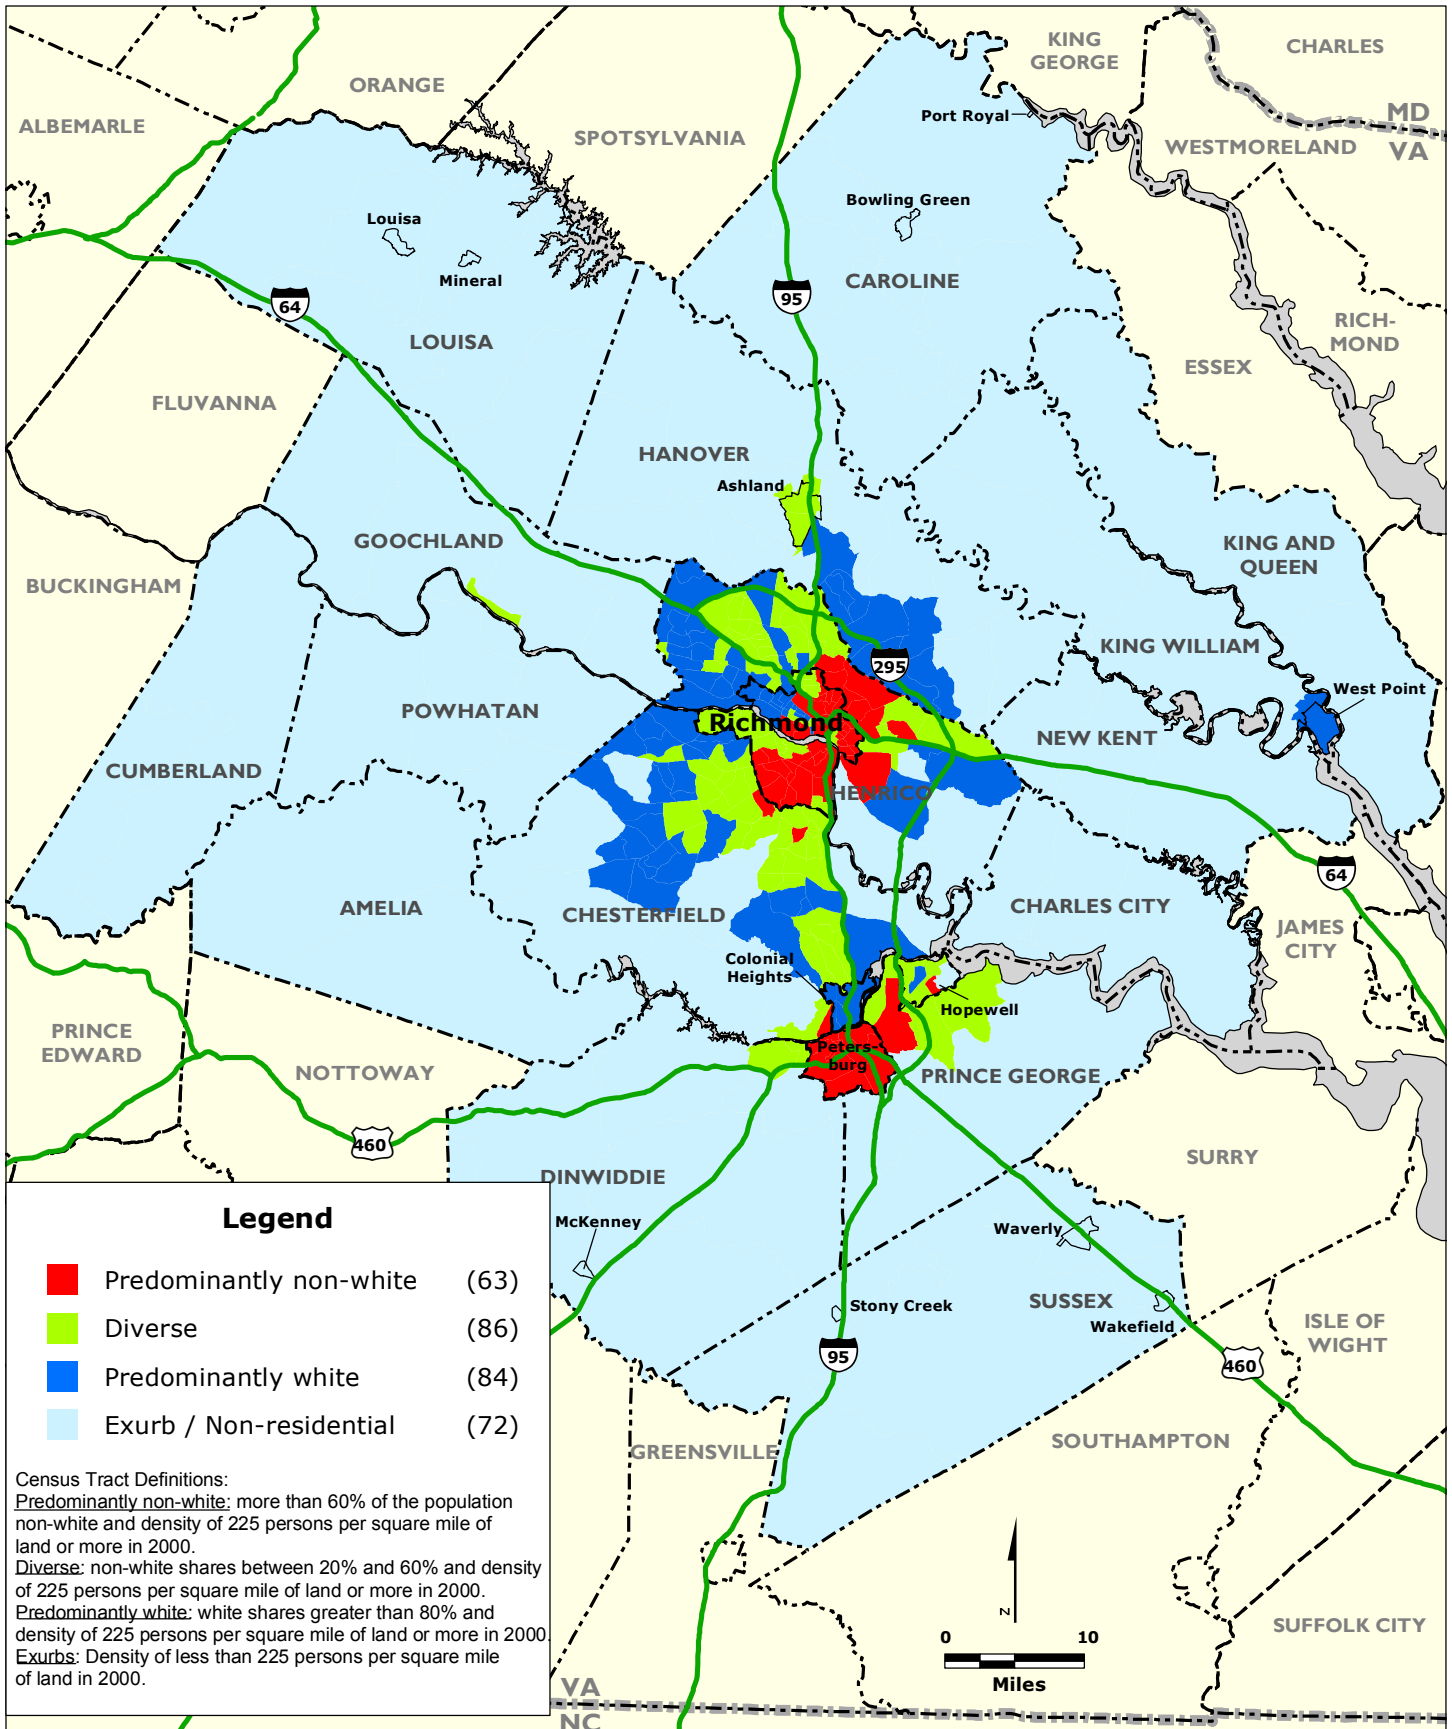 KING
GEORGE
CHARLES
ORANGE
ALBEMARLE
SPOTSYLVANIA
Port Royal
MD
VA
WESTMORELAND
Louisa
Mineral
Bowling Green
CAROLINE
64
95
LOUISA
RICH-
MOND
ESSEX
FLUVANNA
HANOVER
Ashland
GOOCHLAND
KING AND
QUEEN
BUCKINGHAM
KING WILLIAM
295
West Point
POWHATAN
Richmond
NEW KENT
CUMBERLAND
HENRICO
64
AMELIA
CHESTERFIELD
CHARLES CITY
JAMES
CITY
Colonial
Heights
Hopewell
PRINCE
EDWARD
NOTTOWAY
Peters-
burg
PRINCE GEORGE
460
SURRY
DINWIDDIE
McKenney
Waverly
Stony Creek
SUSSEX
Wakefield
ISLE OF
WIGHT
95
460
GREENSVILLE
SOUTHAMPTON
SUFFOLK CITY
Legend
Predominantly non-white (63)
Diverse (86)
Predominantly white (84)
Exurb / Non-residential (72)
Census Tract Definitions:
Predominantly non-white: more than 60% of the population
non-white and density of 225 persons per square mile of
land or more in 2000.
Diverse: non-white shares between 20% and 60% and density
of 225 persons per square mile of land or more in 2000.
Predominantly white: white shares greater than 80% and
density of 225 persons per square mile of land or more in 2000.
Exurbs: Density of less than 225 persons per square mile
of land in 2000.
N
0 10
Miles
VA
NC